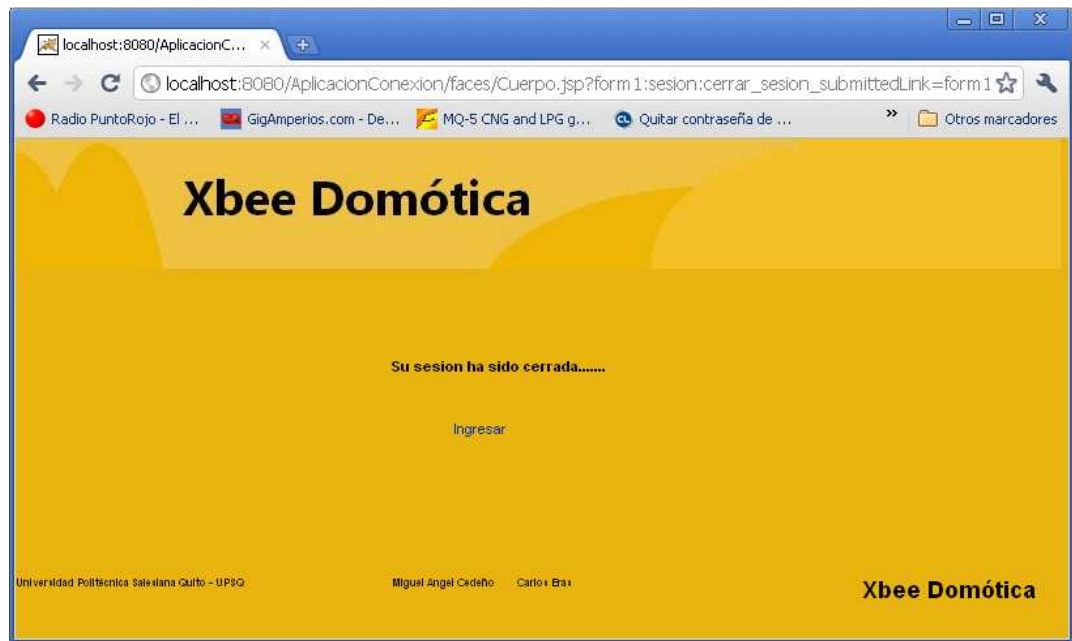 localhost:8080/AplicacionC...
localhost:8080/AplicacionConexion/faces/Cuerpo.jsp?form1:sesion:cerrar_sesion_submittedLink=form1
Radio PuntoRojo - El ... GigAmperios.com - De... MQ-5 CNG and LPG g... Quitar contraseña de ... » Otros marcadores
Xbee Domótica
Su sesion ha sido cerrada.......
Ingresar
Universidad Politécnica Salesiana Quito - UPSQ Miguel Angel Cedeño Carlos Eras
Xbee Domótica